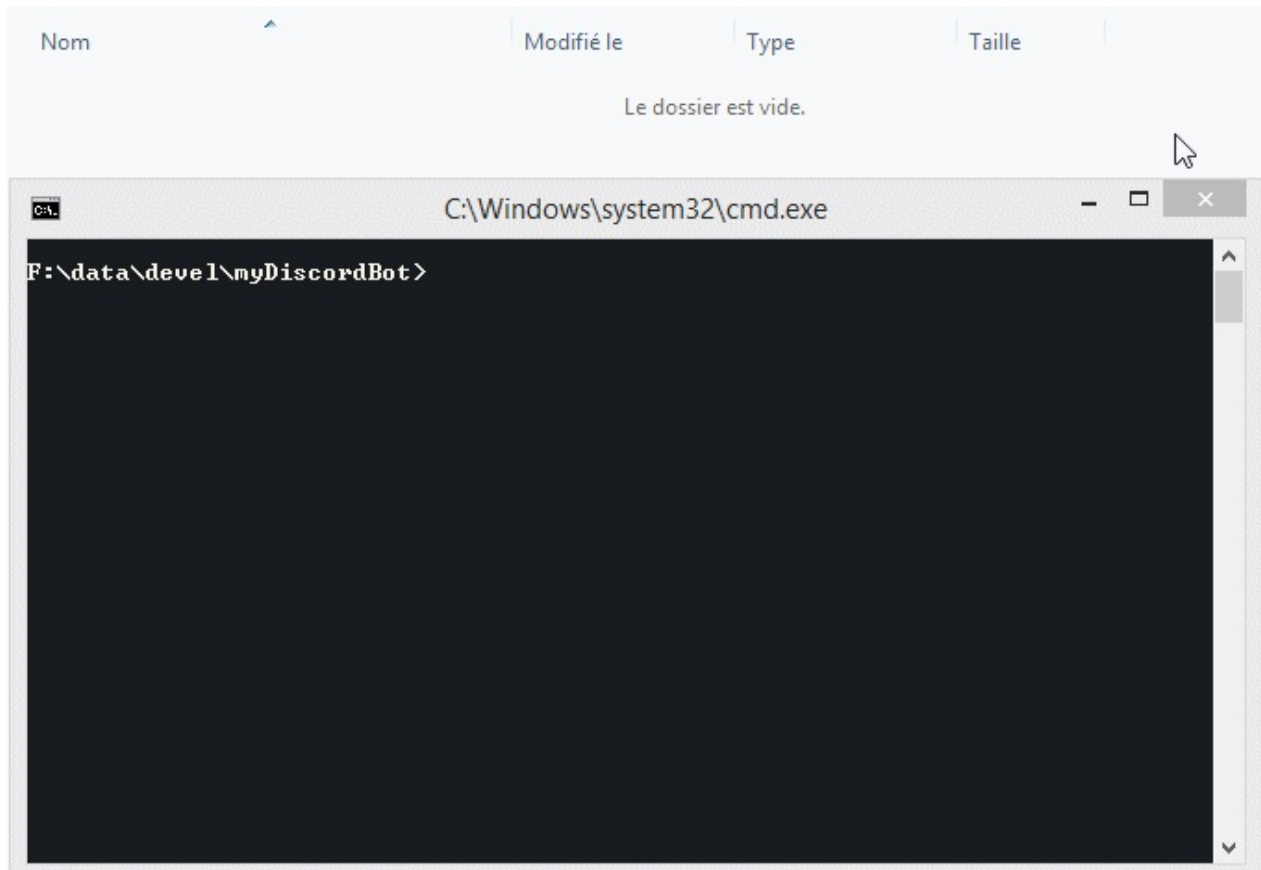 Nom Modifié le Type Taille
Le dossier est vide.
C:\Windows\system32\cmd.exe
F:\data\devel\myDiscordBot>